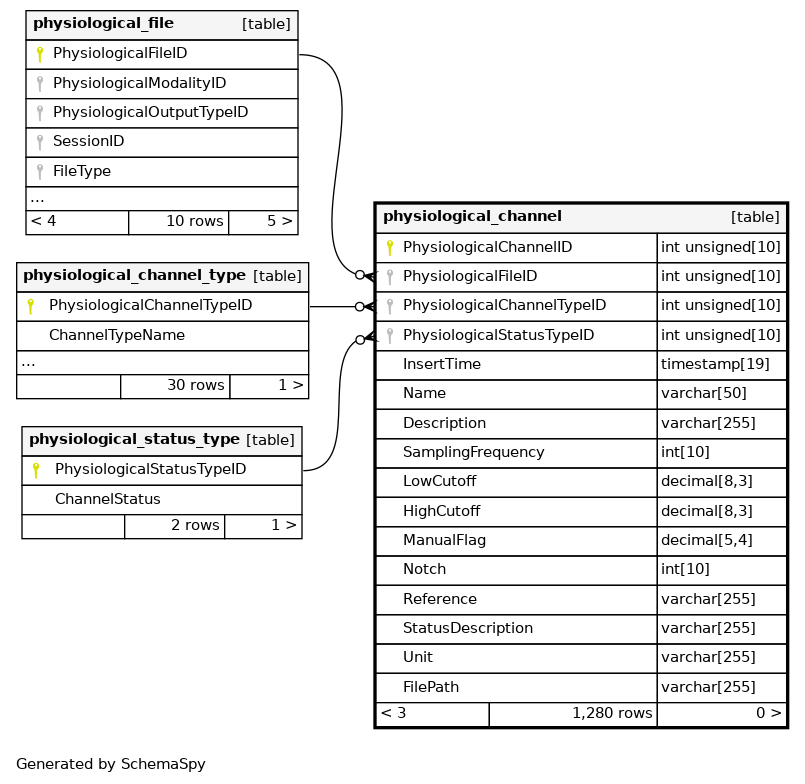 physiological_file [table]
PhysiologicalFileID
PhysiologicalModalityID
PhysiologicalOutputTypeID
SessionID
FileType
...
< 4 10 rows 5 >
physiological_channel_type [table]
PhysiologicalChannelTypeID
ChannelTypeName
...
30 rows 1 >
physiological_status_type [table]
PhysiologicalStatusTypeID
ChannelStatus
2 rows 1 >
physiological_channel [table]
PhysiologicalChannelID int unsigned[10]
PhysiologicalFileID int unsigned[10]
PhysiologicalChannelTypeID int unsigned[10]
PhysiologicalStatusTypeID int unsigned[10]
InsertTime timestamp[19]
Name varchar[50]
Description varchar[255]
SamplingFrequency int[10]
LowCutoff decimal[8,3]
HighCutoff decimal[8,3]
ManualFlag decimal[5,4]
Notch int[10]
Reference varchar[255]
StatusDescription varchar[255]
Unit varchar[255]
FilePath varchar[255]
< 3 1,280 rows 0 >
Generated by SchemaSpy